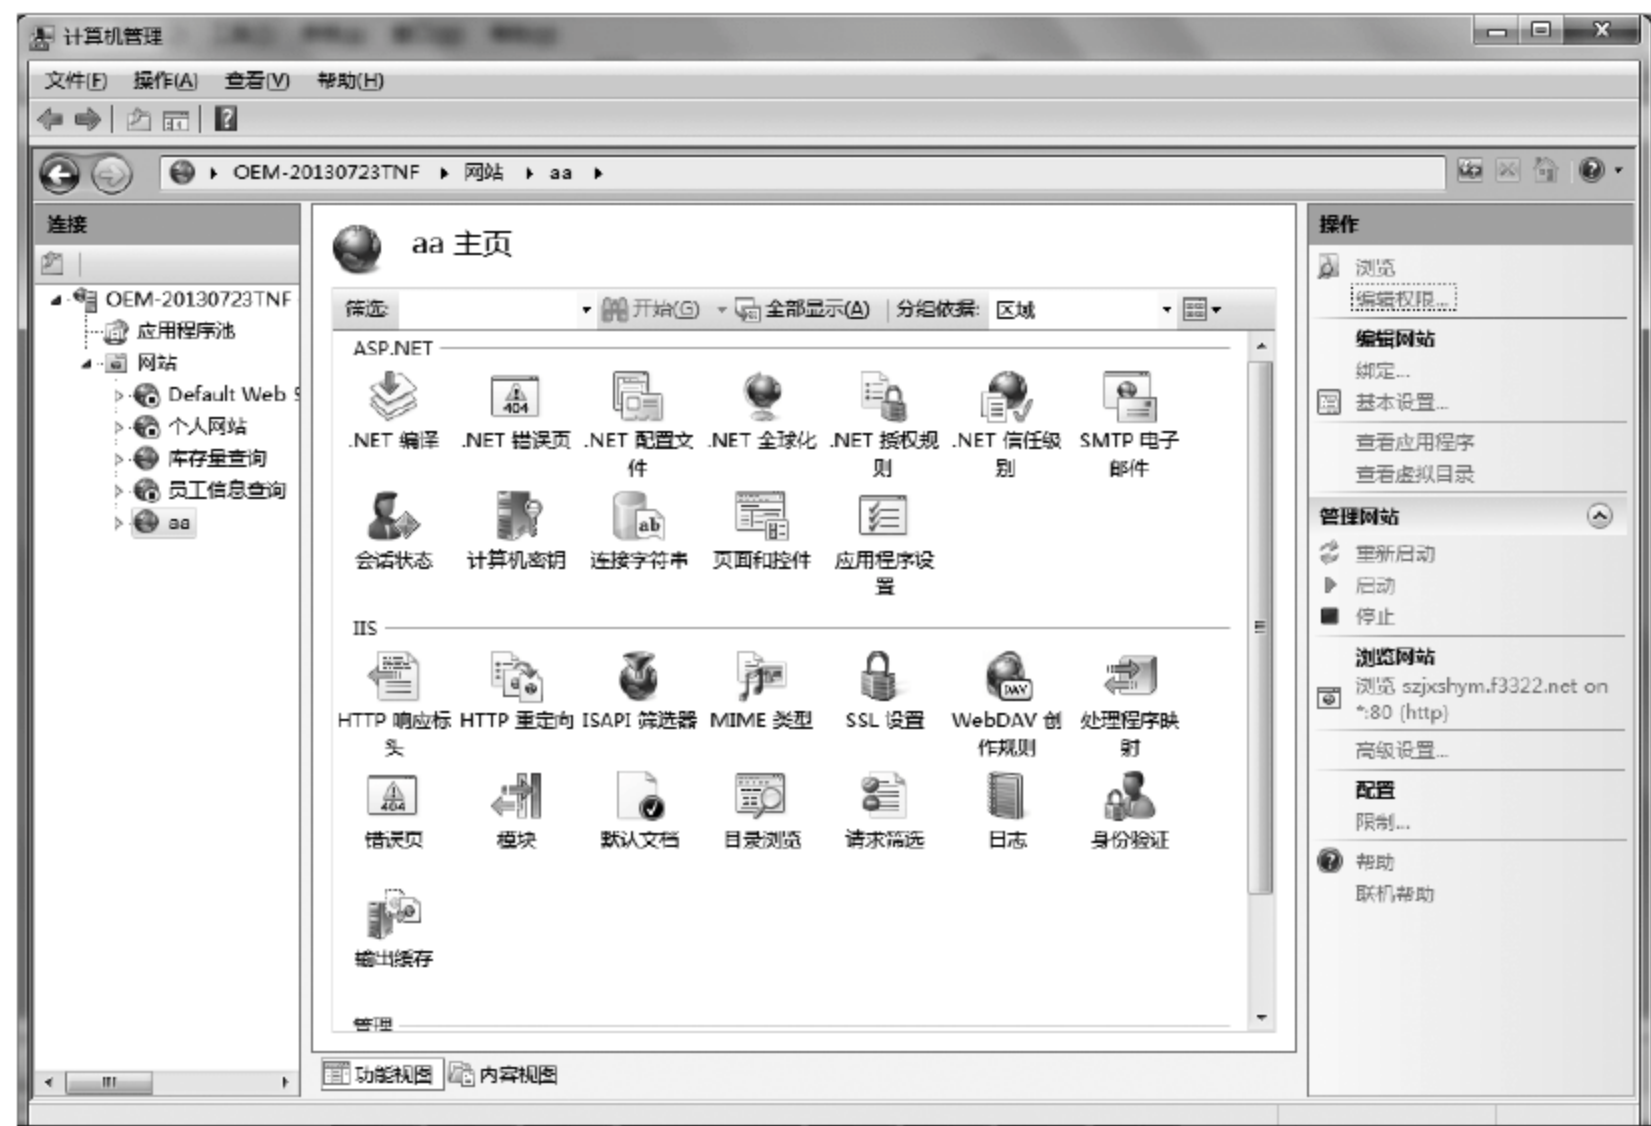 计算机管理
文件(F) 操作(A) 查看(V) 帮助(H)
OEM-20130723TNF 网站 aa
连接
OEM-20130723TNF
应用程序池
网站
Default Web S
个人网站
库存量查询
员工信息查询
aa
aa 主页
筛选: 开始(G) 全部显示(A) 分组依据: 区域
ASP.NET
.NET 编译
.NET 错误页
.NET 配置文
件
.NET 全球化
.NET 授权规
则
.NET 信任级
别
SMTP 电子
邮件
会话状态
计算机密钥
连接字符串
页面和控件
应用程序设
置
IIS
HTTP 响应标
头
HTTP 重定向
ISAPI 筛选器
MIME 类型
SSL 设置
WebDAV 创
作规则
处理程序映
射
错误页
模块
默认文档
目录浏览
请求筛选
日志
身份验证
输出缓存
管理
功能视图 内容视图
操作
浏览
编辑权限...
编辑网站
绑定...
基本设置...
查看应用程序
查看虚拟目录
管理网站
重新启动
启动
停止
浏览网站
浏览 szjxshym.f3322.net on
*:80 (http)
高级设置...
配置
限制...
帮助
联机帮助